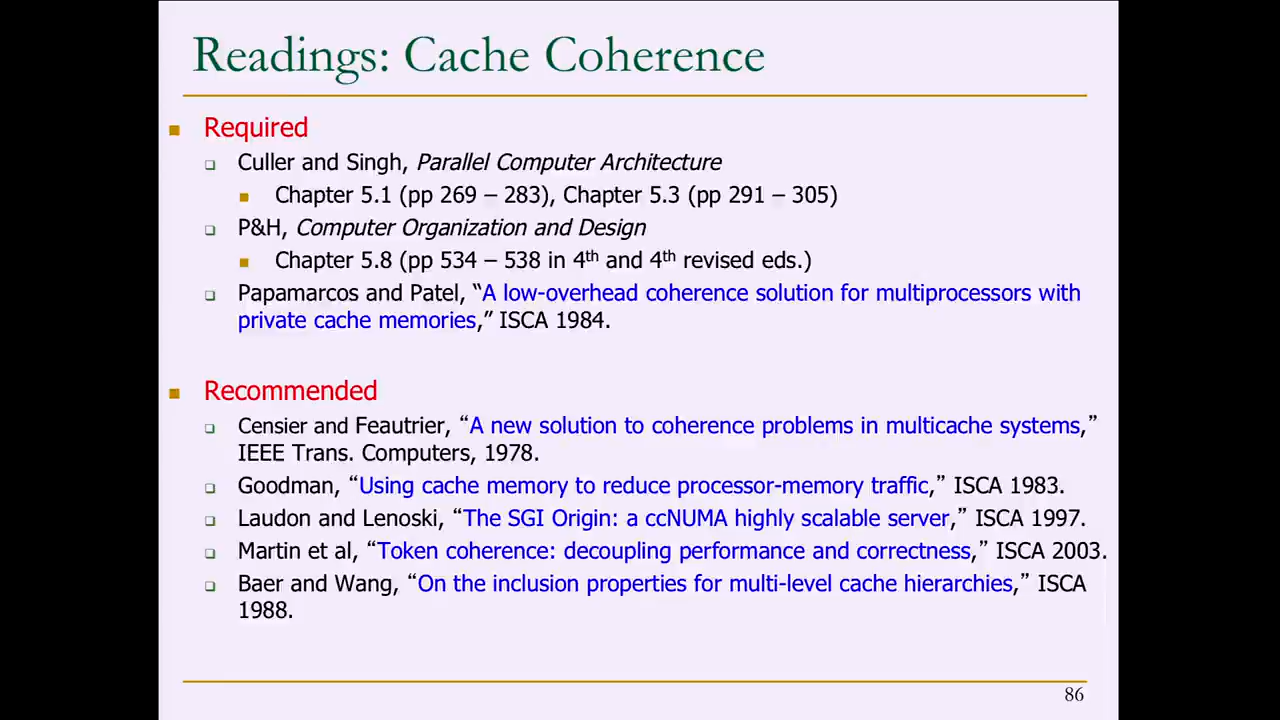 Readings: Cache Coherence
Required
Culler and Singh, Parallel Computer Architecture
Chapter 5.1 (pp 269 – 283), Chapter 5.3 (pp 291 – 305)
P&H, Computer Organization and Design
Chapter 5.8 (pp 534 – 538 in 4th and 4th revised eds.)
Papamarcos and Patel, “A low-overhead coherence solution for multiprocessors with
private cache memories,” ISCA 1984.
Recommended
Censier and Feautrier, “A new solution to coherence problems in multicache systems,”
IEEE Trans. Computers, 1978.
Goodman, “Using cache memory to reduce processor-memory traffic,” ISCA 1983.
Laudon and Lenoski, “The SGI Origin: a ccNUMA highly scalable server,” ISCA 1997.
Martin et al, “Token coherence: decoupling performance and correctness,” ISCA 2003.
Baer and Wang, “On the inclusion properties for multi-level cache hierarchies,” ISCA
1988.
86